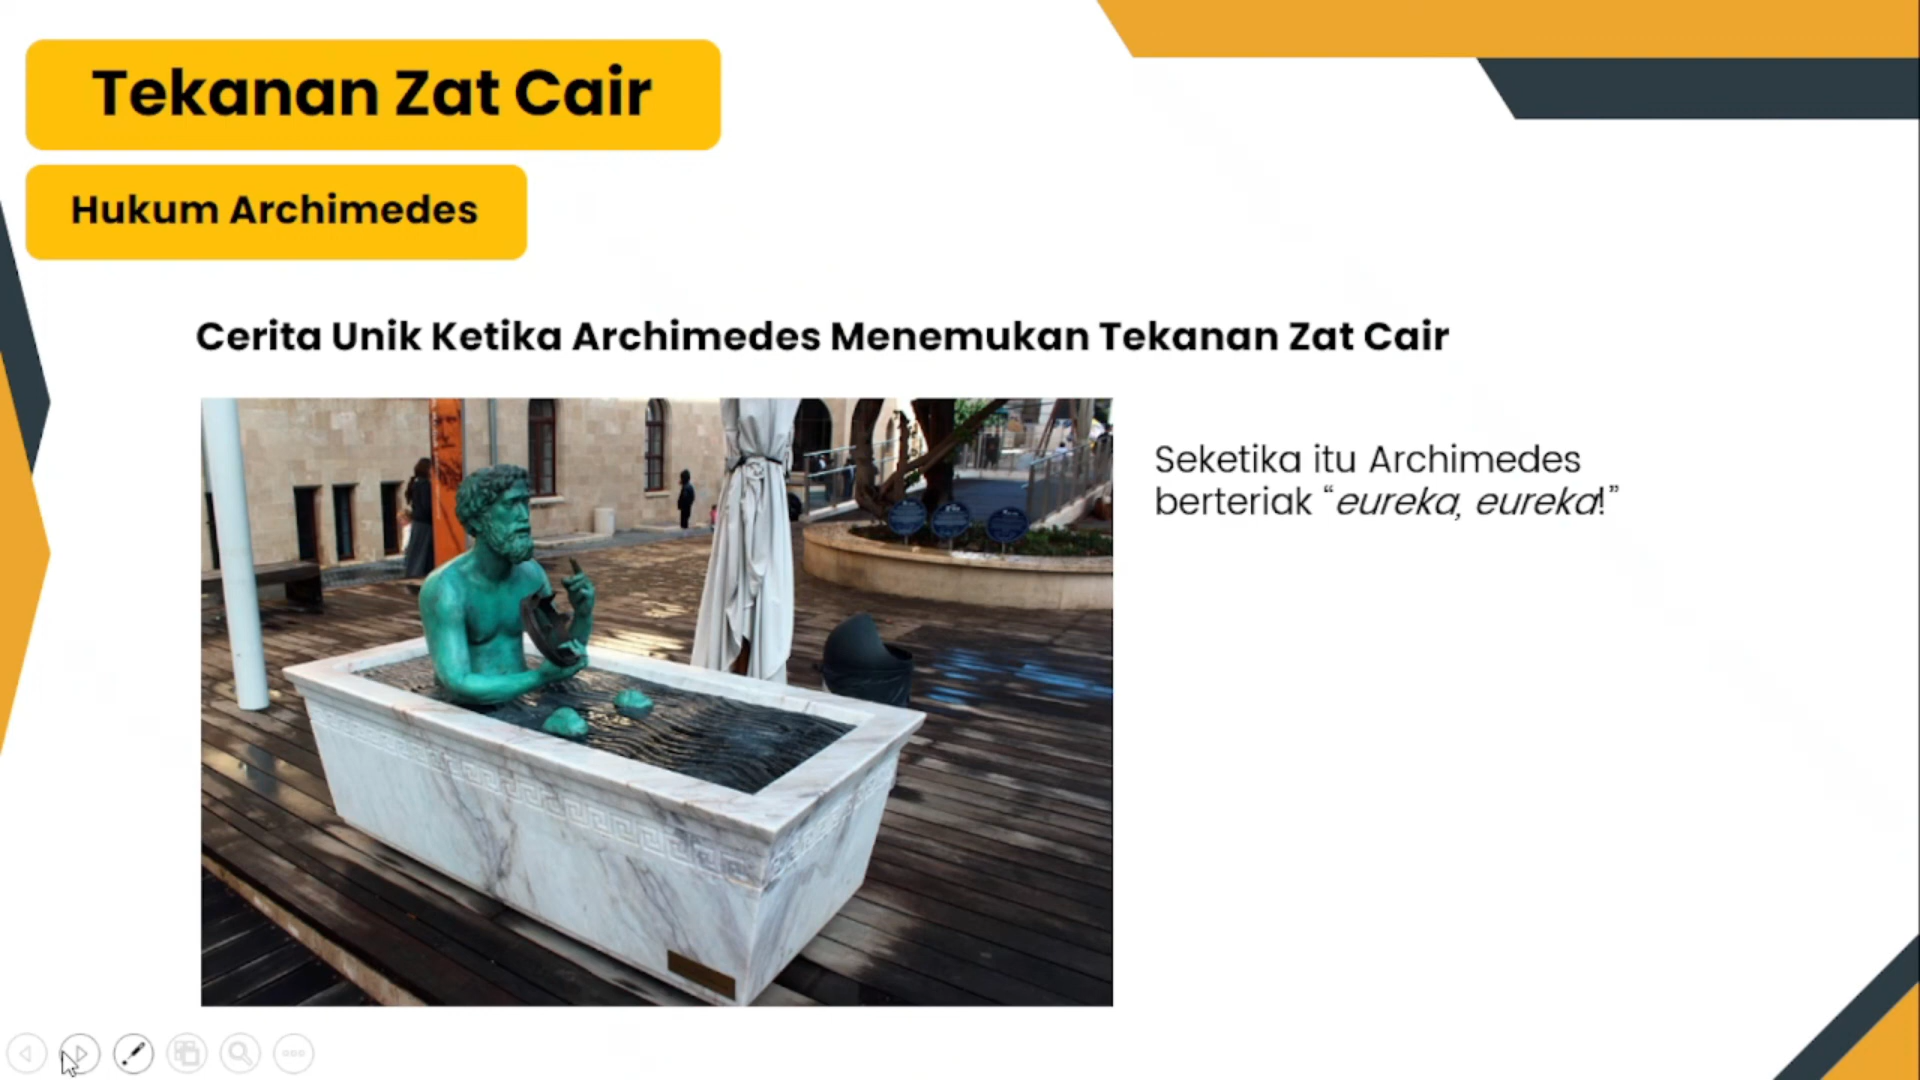 Tekanan Zat Cair
Hukum Archimedes
Cerita Unik Ketika Archimedes Menemukan Tekanan Zat Cair
Seketika itu Archimedes
berteriak “eureka, eureka!”